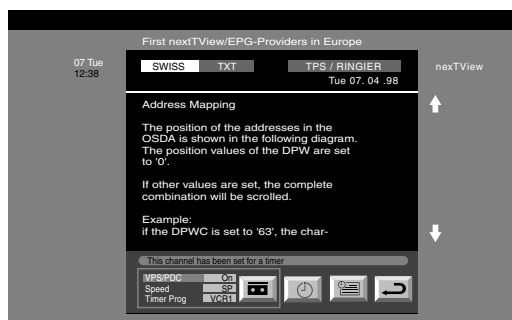 First nextTView/EPG-Providers in Europe
07 Tue
12:38
SWISS TXT TPS / RINGIER
nexTView
Tue 07. 04 .98
Address Mapping
The position of the addresses in the
OSDA is shown in the following diagram.
The position values of the DPW are set
to '0'.
If other values are set, the complete
combination will be scrolled.
Example:
if the DPWC is set to '63', the char-
This channel has been set for a timer
VPS/PDC On
Speed SP
Timer Prog VCR1